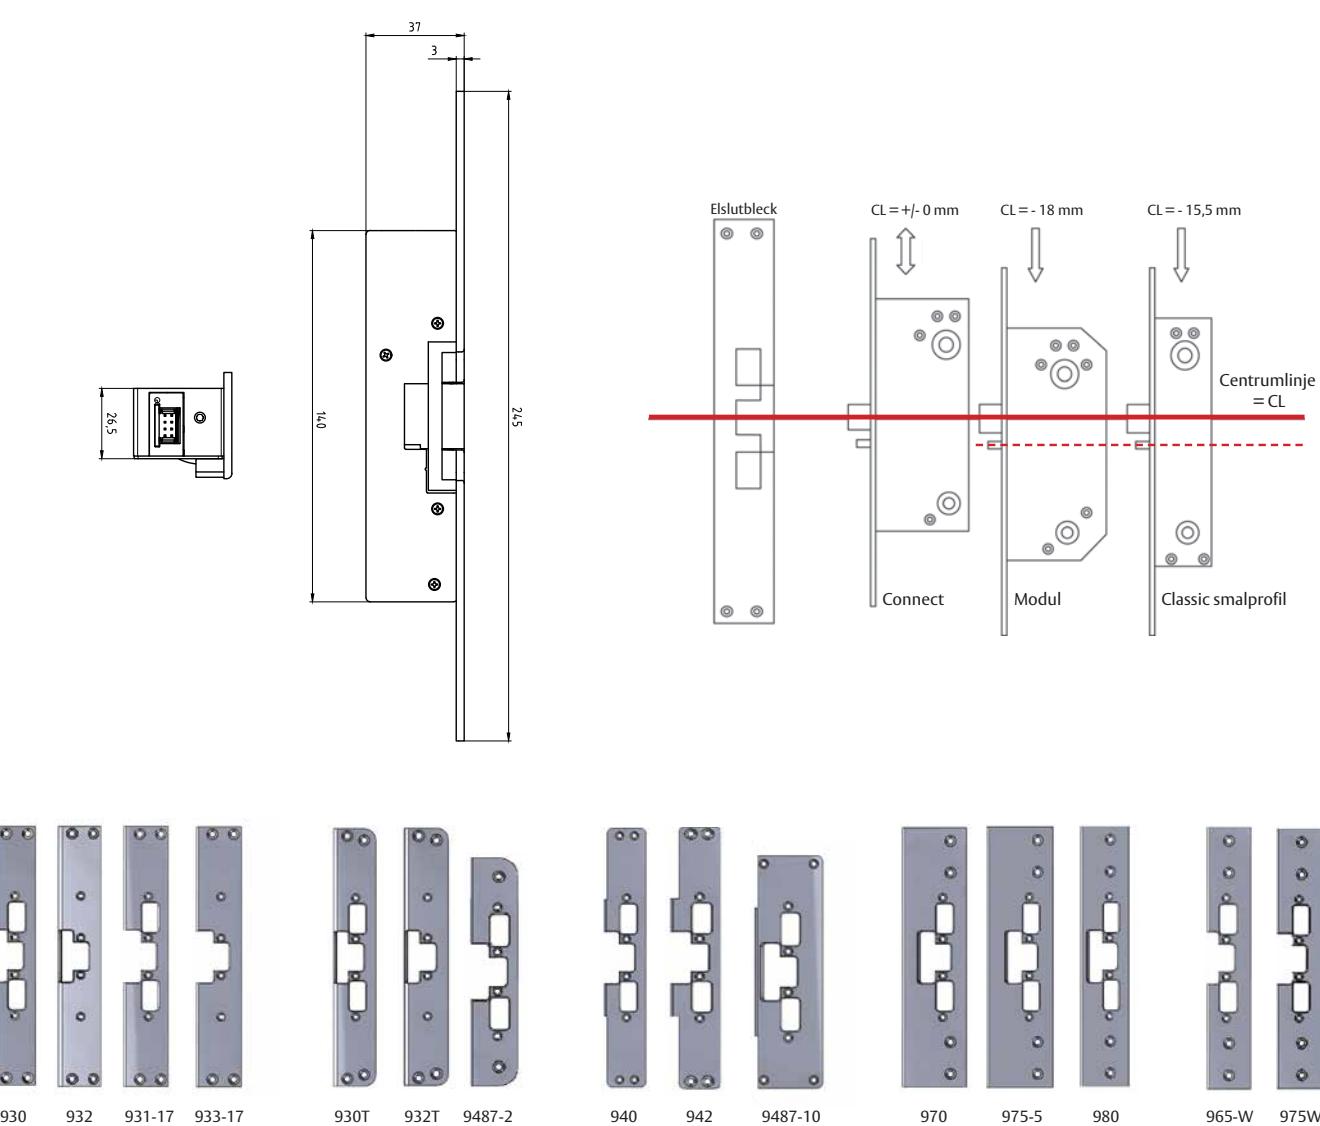 37
3
26,5
140
245
Elslutbleck
CL = +/- 0 mm
CL = - 18 mm
CL = - 15,5 mm
Centrumlinje
= CL
Connect
Modul
Classic smalprofil
930
932
931-17
933-17
930T
932T
9487-2
940
942
9487-10
970
975-5
980
965-W
975W